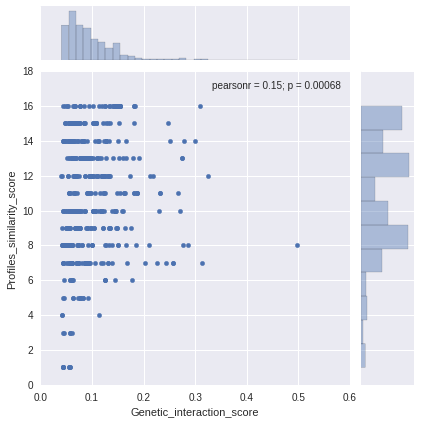 pearsonr = 0.15; p = 0.00068
Profiles_similarity_score
18
16
14
12
10
8
6
4
2
0
0.0 0.1 0.2 0.3 0.4 0.5 0.6
Genetic_interaction_score